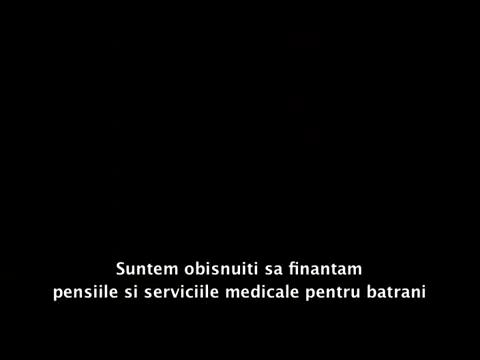 Suntem obisnuiti sa finantam
pensiile si serviciile medicale pentru batrani